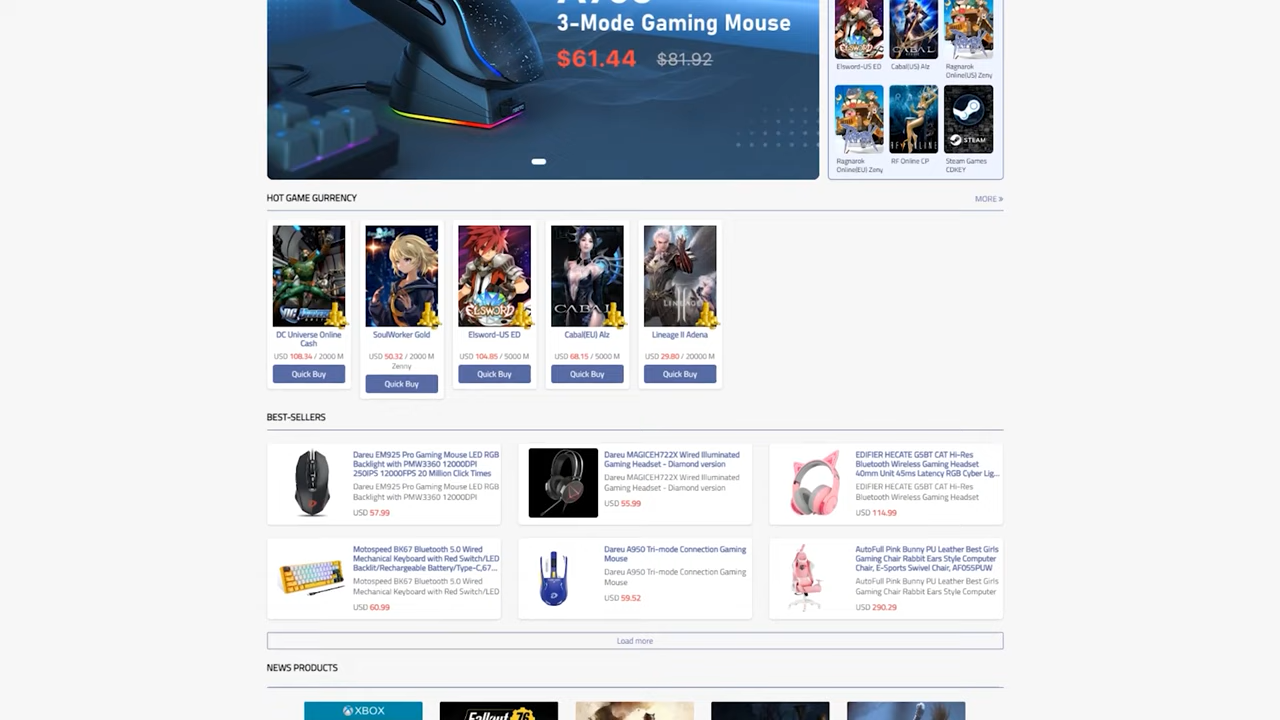 3-Mode Gaming Mouse
$61.44 $81.92
ELSWORD
CABAL
Elsword-US ED
Cabal(US) Alz
Ragnarok
Online(US) Zeny
RF ONLINE
STEAM
Ragnarok
Online(EU) Zeny
RF Online CP
Steam Games
CDKEY
HOT GAME GURRENCY
MORE »
DC UNIVERSE
ELSWORD
CABAL
DC Universe Online
Cash
USD 108.34 / 2000 M
Quick Buy
SoulWorker Gold
USD 50.32 / 2000 M
Zenny
Quick Buy
Elsword-US ED
USD 104.85 / 5000 M
Quick Buy
Cabal(EU) Alz
USD 68.15 / 5000 M
Quick Buy
Lineage II Adena
USD 29.80 / 20000 M
Quick Buy
BEST-SELLERS
Dareu EM925 Pro Gaming Mouse LED RGB
Backlight with PMW3360 12000DPI
250IPS 12000FPS 20 Million Click Times
Dareu EM925 Pro Gaming Mouse LED RGB
Backlight with PMW3360 12000DPI
USD 57.99
Dareu MAGICEH722X Wired Illuminated
Gaming Headset - Diamond version
Dareu MAGICEH722X Wired Illuminated
Gaming Headset - Diamond version
USD 55.99
EDIFIER HECATE G5BT CAT Hi-Res
Bluetooth Wireless Gaming Headset
40mm Unit 45ms Latency RGB Cyber Lig...
EDIFIER HECATE G5BT CAT Hi-Res
Bluetooth Wireless Gaming Headset
USD 114.99
Motospeed BK67 Bluetooth 5.0 Wired
Mechanical Keyboard with Red Switch/LED
Backlit/Rechargeable Battery/Type-C,67...
Motospeed BK67 Bluetooth 5.0 Wired
Mechanical Keyboard with Red Switch/LED
USD 60.99
Dareu A950 Tri-mode Connection Gaming
Mouse
Dareu A950 Tri-mode Connection Gaming
Mouse
USD 59.52
AutoFull Pink Bunny PU Leather Best Girls
Gaming Chair Rabbit Ears Style Computer
Chair, E-Sports Swivel Chair, AF055PUW
AutoFull Pink Bunny PU Leather Best Girls
Gaming Chair Rabbit Ears Style Computer
USD 290.29
Load more
NEWS PRODUCTS
XBOX
Fallout 76